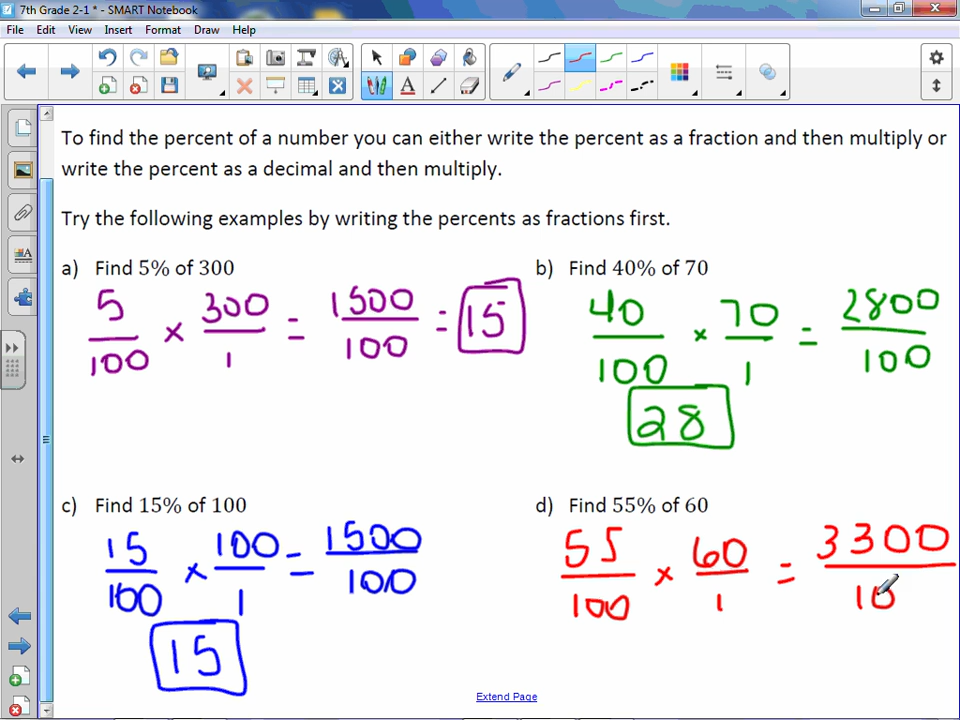 7th Grade 2-1 * - SMART Notebook
File Edit View Insert Format Draw Help
To find the percent of a number you can either write the percent as a fraction and then multiply or
write the percent as a decimal and then multiply.
Try the following examples by writing the percents as fractions first.
a) Find 5% of 300
5/100 × 300/1 = 1500/100 = 15
b) Find 40% of 70
40/100 × 70/1 = 2800/100
28
c) Find 15% of 100
15/100 × 100/1 = 1500/100
15
d) Find 55% of 60
55/100 × 60/1 = 3300/10
Extend Page